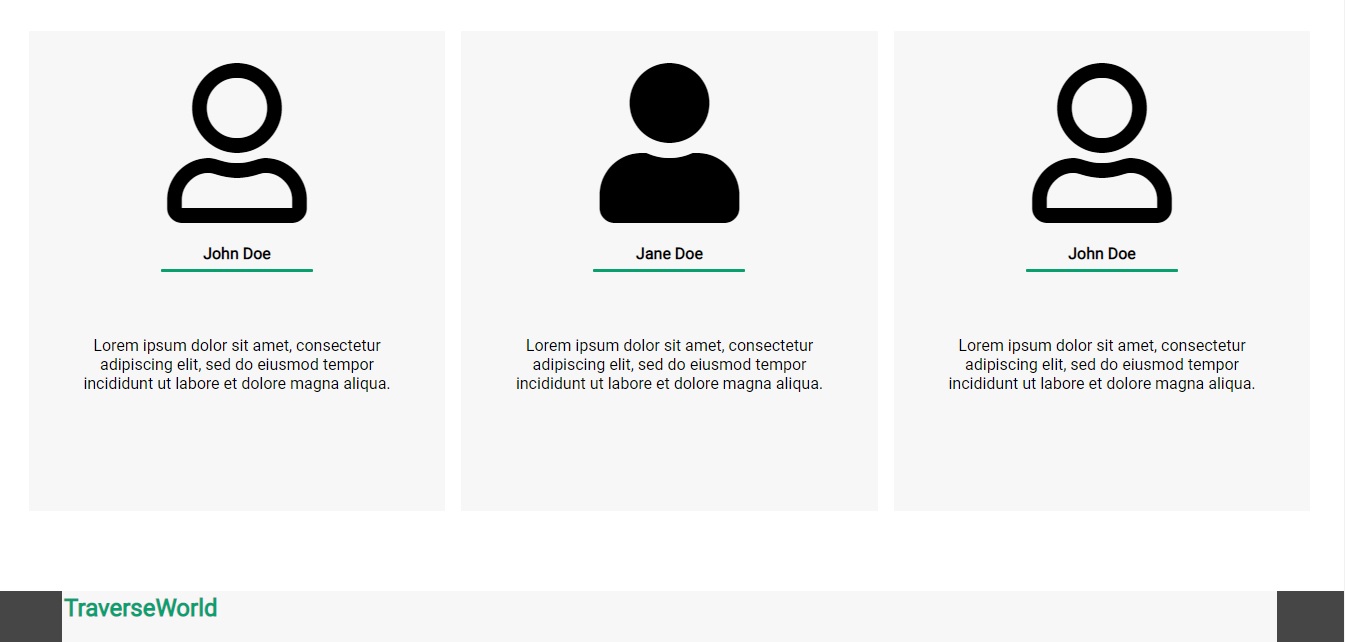 John Doe
Lorem ipsum dolor sit amet, consectetur
adipiscing elit, sed do eiusmod tempor
incididunt ut labore et dolore magna aliqua.
Jane Doe
Lorem ipsum dolor sit amet, consectetur
adipiscing elit, sed do eiusmod tempor
incididunt ut labore et dolore magna aliqua.
John Doe
Lorem ipsum dolor sit amet, consectetur
adipiscing elit, sed do eiusmod tempor
incididunt ut labore et dolore magna aliqua.
TraverseWorld